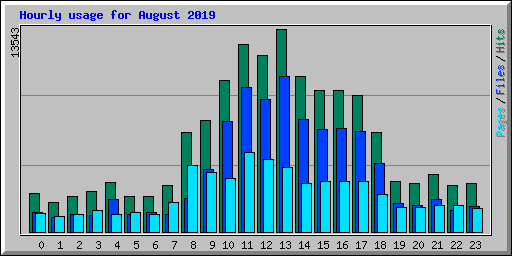 Hourly usage for August 2019
13543
Pages/Files/Hits
0 1 2 3 4 5 6 7 8 9 10 11 12 13 14 15 16 17 18 19 20 21 22 23